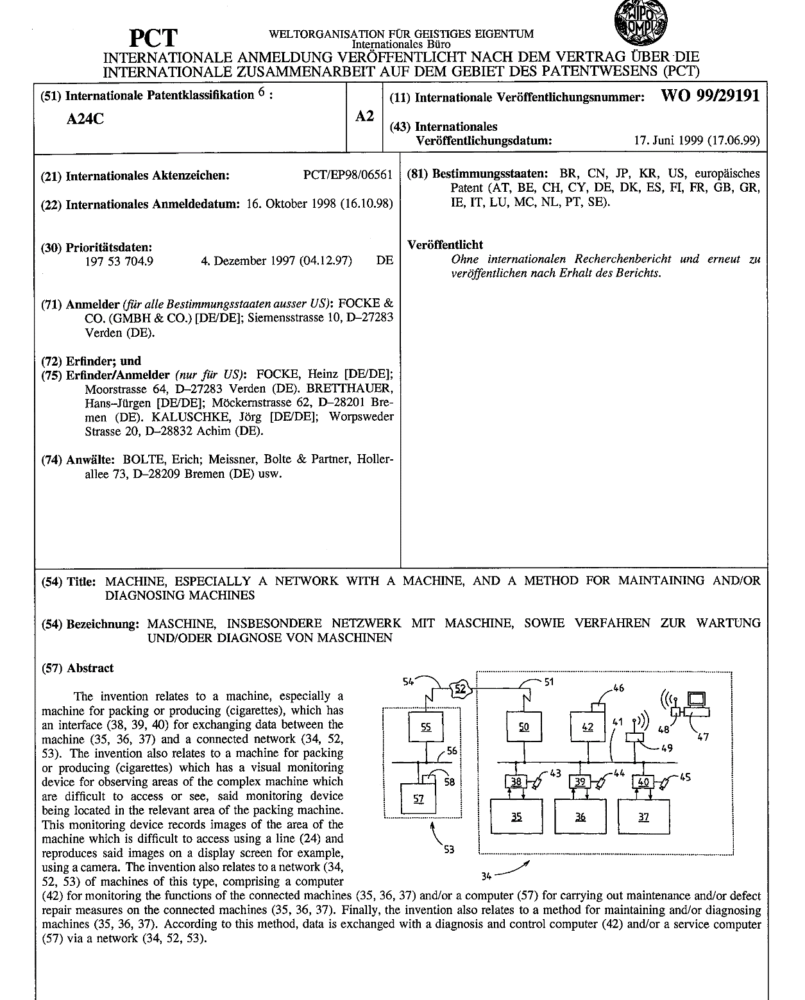 WIPO
OMPI
PCT
WELTORGANISATION FÜR GEISTIGES EIGENTUM
Internationales Büro
INTERNATIONALE ANMELDUNG VERÖFFENTLICHT NACH DEM VERTRAG ÜBER DIE
INTERNATIONALE ZUSAMMENARBEIT AUF DEM GEBIET DES PATENTWESENS (PCT)
(51) Internationale Patentklassifikation 6 :
A24C
A2
(11) Internationale Veröffentlichungsnummer: WO 99/29191
(43) Internationales
Veröffentlichungsdatum: 17. Juni 1999 (17.06.99)
(21) Internationales Aktenzeichen: PCT/EP98/06561
(22) Internationales Anmeldedatum: 16. Oktober 1998 (16.10.98)
(30) Prioritätsdaten:
197 53 704.9 4. Dezember 1997 (04.12.97) DE
(71) Anmelder (für alle Bestimmungsstaaten ausser US): FOCKE &
CO. (GMBH & CO.) [DE/DE]; Siemensstrasse 10, D–27283
Verden (DE).
(72) Erfinder; und
(75) Erfinder/Anmelder (nur für US): FOCKE, Heinz [DE/DE];
Moorstrasse 64, D–27283 Verden (DE). BRETTHAUER,
Hans–Jürgen [DE/DE]; Möckernstrasse 62, D–28201 Bre-
men (DE). KALUSCHKE, Jörg [DE/DE]; Worpsweder
Strasse 20, D–28832 Achim (DE).
(74) Anwälte: BOLTE, Erich; Meissner, Bolte & Partner, Holler-
allee 73, D–28209 Bremen (DE) usw.
(81) Bestimmungsstaaten: BR, CN, JP, KR, US, europäisches
Patent (AT, BE, CH, CY, DE, DK, ES, FI, FR, GB, GR,
IE, IT, LU, MC, NL, PT, SE).
Veröffentlicht
Ohne internationalen Recherchenbericht und erneut zu
veröffentlichen nach Erhalt des Berichts.
(54) Title: MACHINE, ESPECIALLY A NETWORK WITH A MACHINE, AND A METHOD FOR MAINTAINING AND/OR
DIAGNOSING MACHINES
(54) Bezeichnung: MASCHINE, INSBESONDERE NETZWERK MIT MASCHINE, SOWIE VERFAHREN ZUR WARTUNG
UND/ODER DIAGNOSE VON MASCHINEN
(57) Abstract
The invention relates to a machine, especially a
machine for packing or producing (cigarettes), which has
an interface (38, 39, 40) for exchanging data between the
machine (35, 36, 37) and a connected network (34, 52,
53). The invention also relates to a machine for packing
or producing (cigarettes) which has a visual monitoring
device for observing areas of the complex machine which
are difficult to access or see, said monitoring device
being located in the relevant area of the packing machine.
This monitoring device records images of the area of the
machine which is difficult to access using a line (24) and
reproduces said images on a display screen for example,
using a camera. The invention also relates to a network (34,
52, 53) of machines of this type, comprising a computer
(42) for monitoring the functions of the connected machines (35, 36, 37) and/or a computer (57) for carrying out maintenance and/or defect
repair measures on the connected machines (35, 36, 37). Finally, the invention also relates to a method for maintaining and/or diagnosing
machines (35, 36, 37). According to this method, data is exchanged with a diagnosis and control computer (42) and/or a service computer
(57) via a network (34, 52, 53).
54
52
51
46
55
50
42
41
48
47
49
56
58
57
38
43
39
44
40
45
35
36
37
53
34